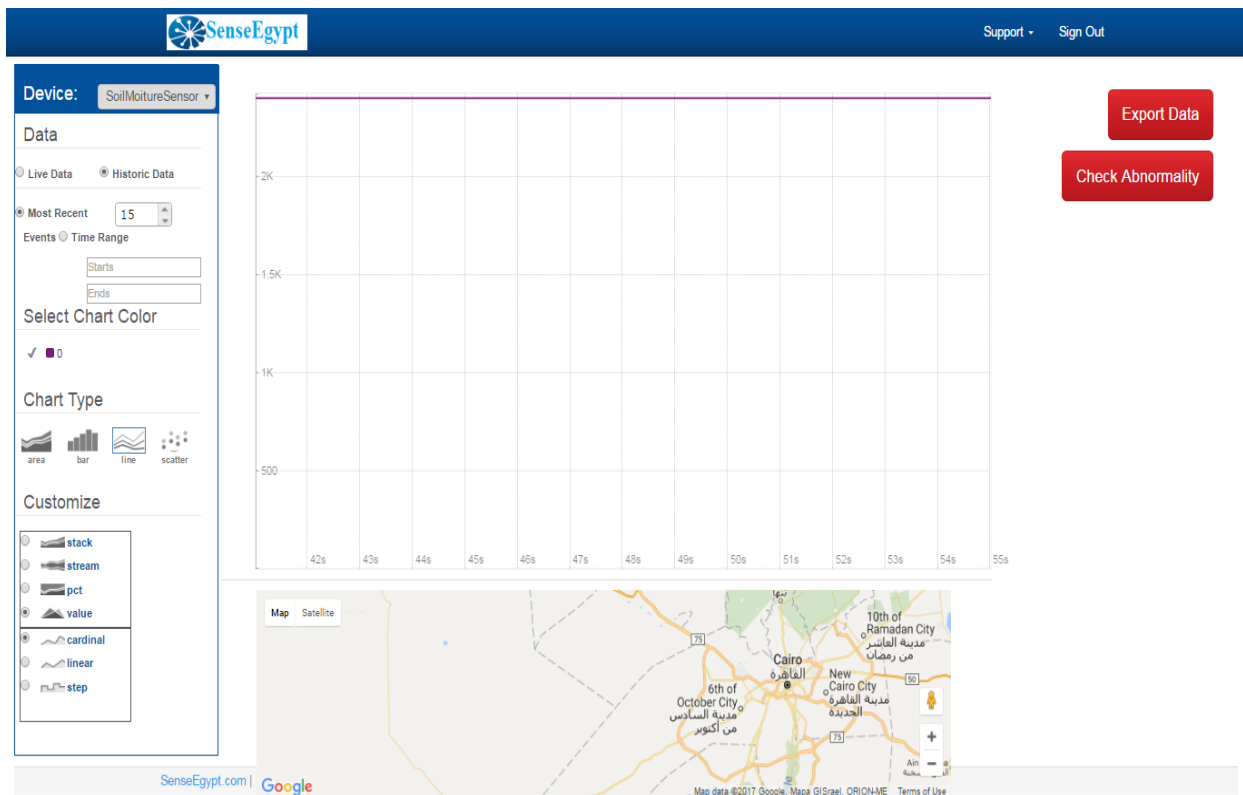 SenseEgypt
Support
Sign Out
Device:
SoilMoitureSensor
Data
Live Data
Historic Data
Most Recent
15
Events
Time Range
Starts
Ends
Select Chart Color
0
Chart Type
area
bar
line
scatter
Customize
stack
stream
pct
value
cardinal
linear
step
2K
1.5K
1K
500
42s
43s
44s
45s
46s
47s
48s
49s
50s
51s
52s
53s
54s
55s
Export Data
Check Abnormality
Map
Satellite
بنها
75
10th of
Ramadan City
مدينة العاشر
من رمضان
Cairo
القاهرة
New
Cairo City
مدينة القاهرة
الجديدة
50
6th of
October City
مدينة السادس
من أكتوبر
75
Ain
Google
Map data ©2017 Google, Mapa GISrael, ORION-ME
Terms of Use
SenseEgypt.com |